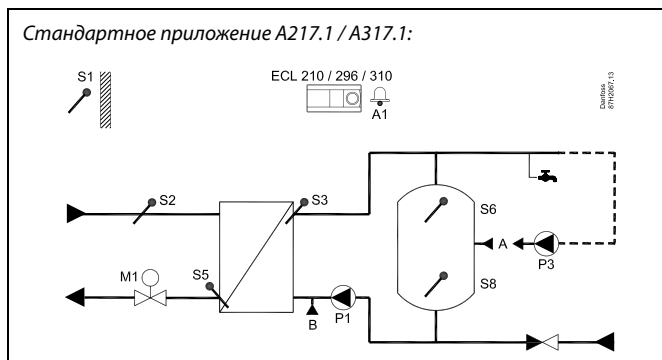 Стандартное приложение A217.1 / A317.1:
S1
ECL 210 / 296 / 310
A1
Danfoss
87H2067.13
S2
S3
S6
A
P3
M1
S5
S8
B
P1